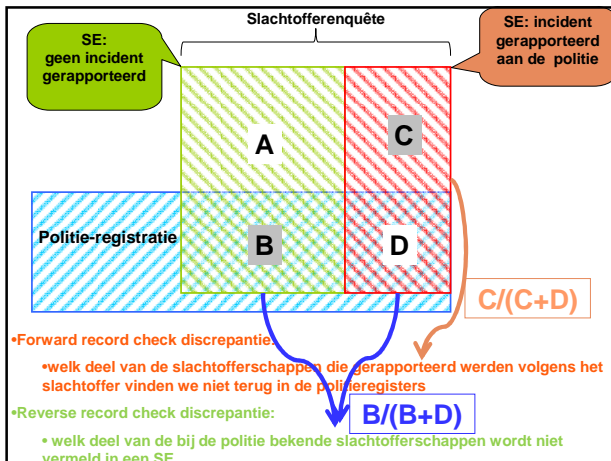 Slachtofferenquête
SE:
geen incident
gerapporteerd
SE: incident
gerapporteerd
aan de politie
A
C
Politie-registratie
B
D
C/(C+D)
•Forward record check discrepantie:
•welk deel van de slachtofferschappen die gerapporteerd werden volgens het
slachtoffer vinden we niet terug in de politieregisters
B/(B+D)
•Reverse record check discrepantie:
• welk deel van de bij de politie bekende slachtofferschappen wordt niet
vermeld in een SE